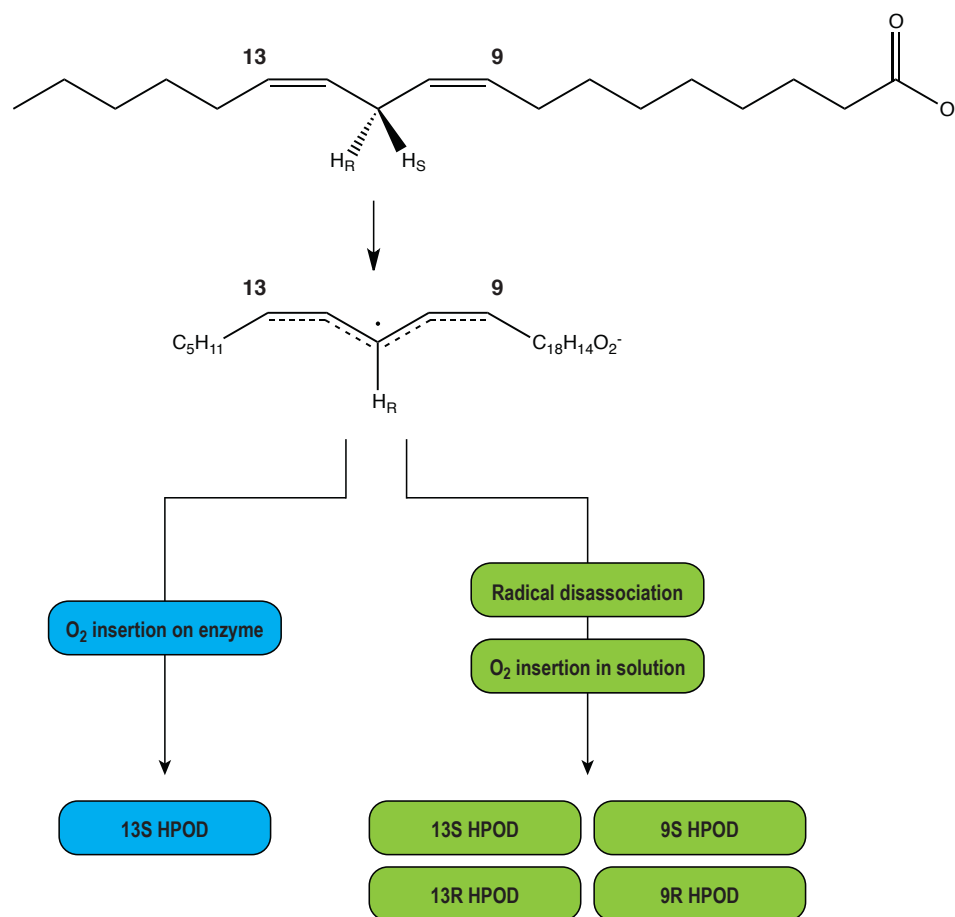 O
13 9
O
H_R H_S
13 9
C₅H₁₁ · C₁₈H₁₄O₂⁻
H_R
Radical disassociation
O₂ insertion on enzyme
O₂ insertion in solution
13S HPOD 13S HPOD 9S HPOD
13R HPOD 9R HPOD